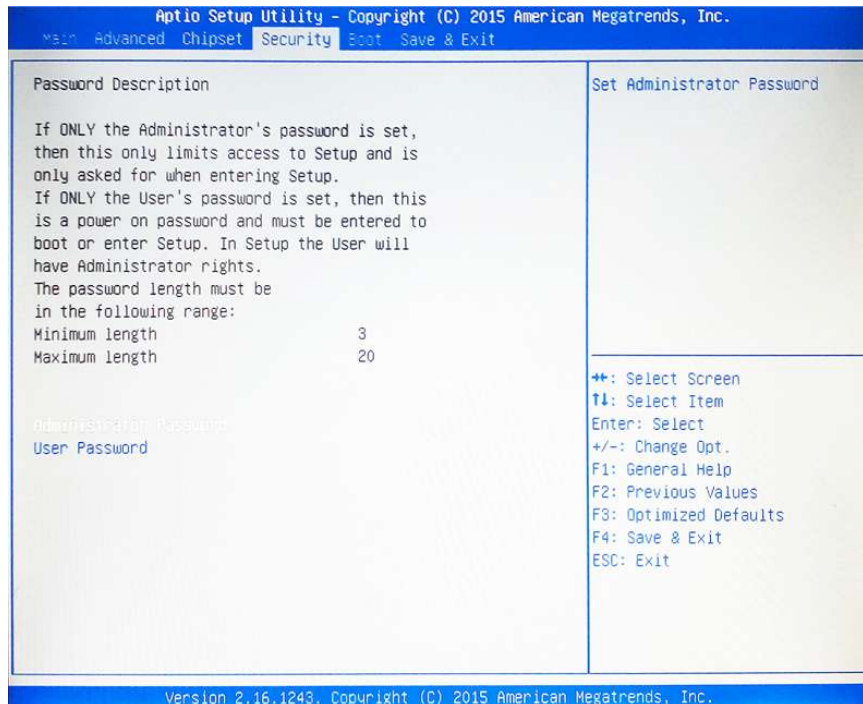 Aptio Setup Utility - Copyright (C) 2015 American Megatrends, Inc.
Main Advanced Chipset Security Boot Save & Exit
Password Description
If ONLY the Administrator's password is set,
then this only limits access to Setup and is
only asked for when entering Setup.
If ONLY the User's password is set, then this
is a power on password and must be entered to
boot or enter Setup. In Setup the User will
have Administrator rights.
The password length must be
in the following range:
Minimum length 3
Maximum length 20
Administrator Password
User Password
Set Administrator Password
↔: Select Screen
↑↓: Select Item
Enter: Select
+/-: Change Opt.
F1: General Help
F2: Previous Values
F3: Optimized Defaults
F4: Save & Exit
ESC: Exit
Version 2.16.1243. Copyright (C) 2015 American Megatrends, Inc.